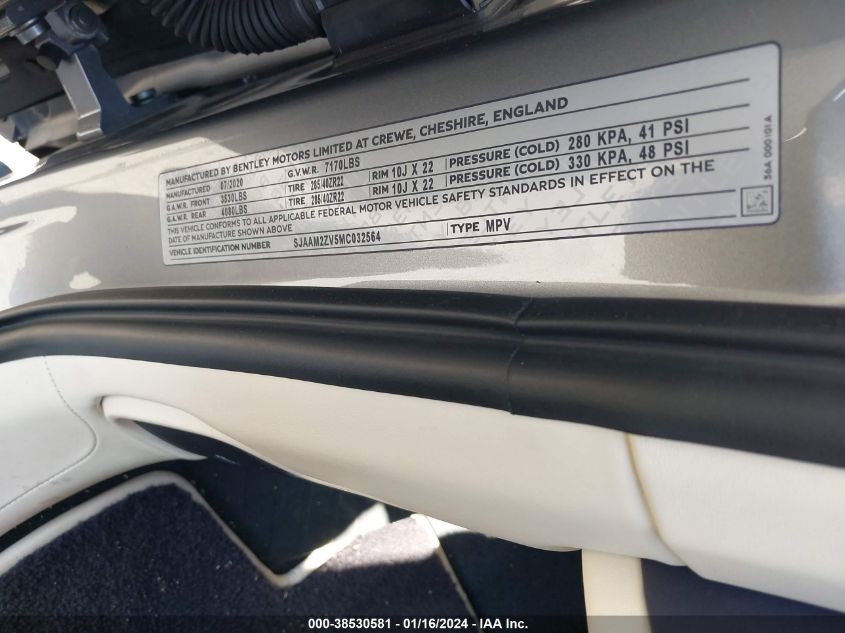 MANUFACTURED BY BENTLEY MOTORS LIMITED AT CREWE, CHESHIRE, ENGLAND
MANUFACTURED 07/2020 G.V.W.R. 7170LBS
G.A.W.R. FRONT 3530LBS TIRE 285/40ZR22 RIM 10J X 22 PRESSURE (COLD) 280 KPA, 41 PSI
G.A.W.R. REAR 4080LBS TIRE 285/40ZR22 RIM 10J X 22 PRESSURE (COLD) 330 KPA, 48 PSI
THIS VEHICLE CONFORMS TO ALL APPLICABLE FEDERAL MOTOR VEHICLE SAFETY STANDARDS IN EFFECT ON THE
DATE OF MANUFACTURE SHOWN ABOVE
VEHICLE IDENTIFICATION NUMBER SJAAM2ZV5MC032564 TYPE MPV
36A 000101A
000-38530581 - 01/16/2024 - IAA Inc.